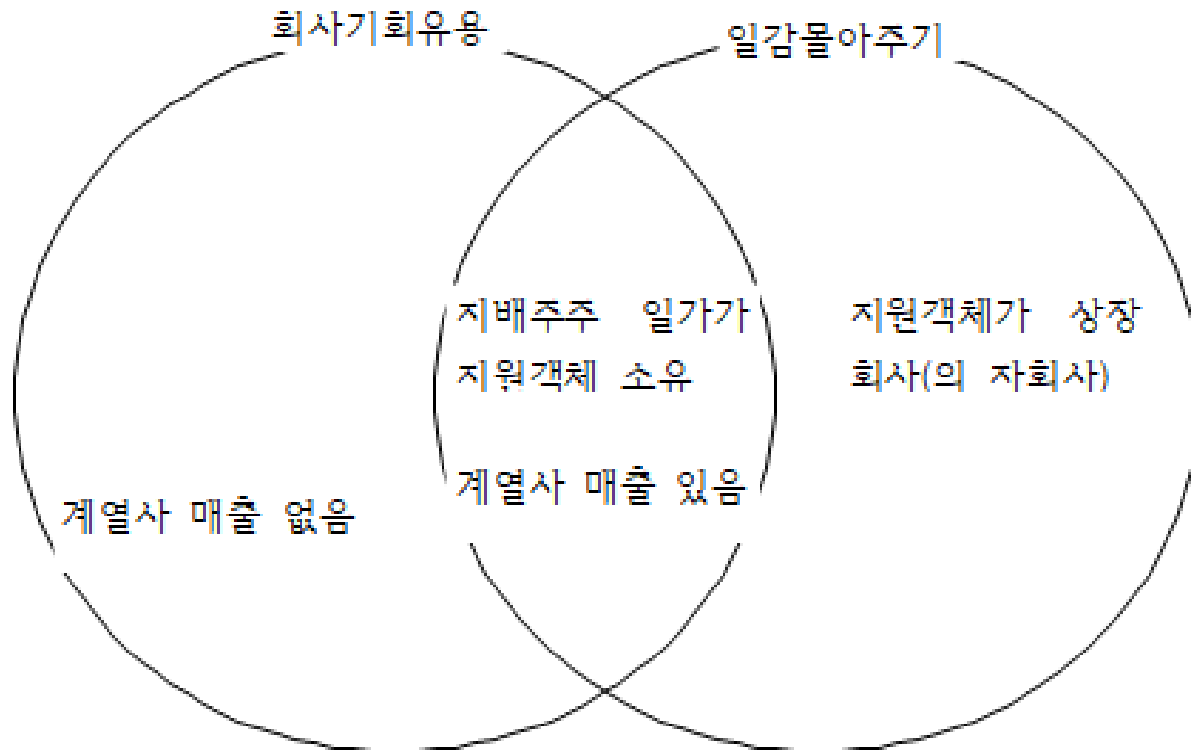 회사기회유용
일감몰아주기
지배주주 일가가
지원객체 소유
지원객체가 상장
회사(의 자회사)
계열사 매출 있음
계열사 매출 없음